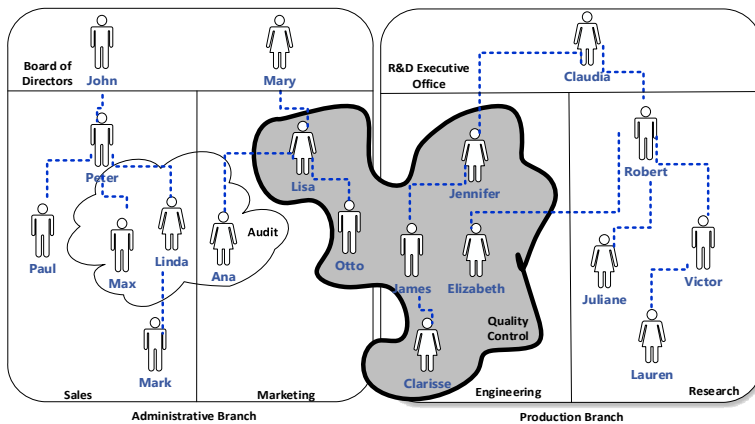 Board of
Directors
John
Mary
R&D Executive
Office
Claudia
Peter
Lisa
Jennifer
Robert
Paul
Max
Linda
Ana
Audit
Otto
James
Elizabeth
Juliane
Victor
Mark
Clarisse
Quality
Control
Lauren
Sales
Marketing
Engineering
Research
Administrative Branch
Production Branch